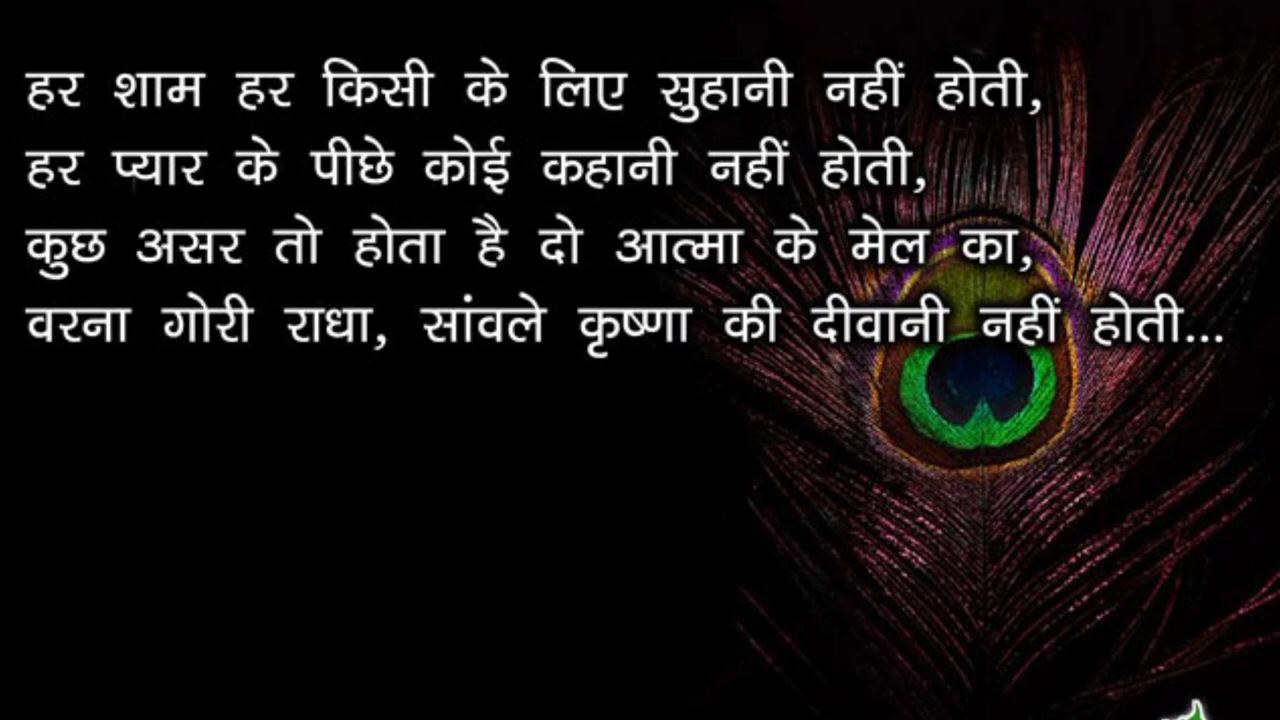 हर शाम हर किसी के लिए सुहानी नहीं होती,
हर प्यार के पीछे कोई कहानी नहीं होती,
कुछ असर तो होता है दो आत्मा के मेल का,
वरना गोरी राधा, सांवले कृष्णा की दीवानी नहीं होती...